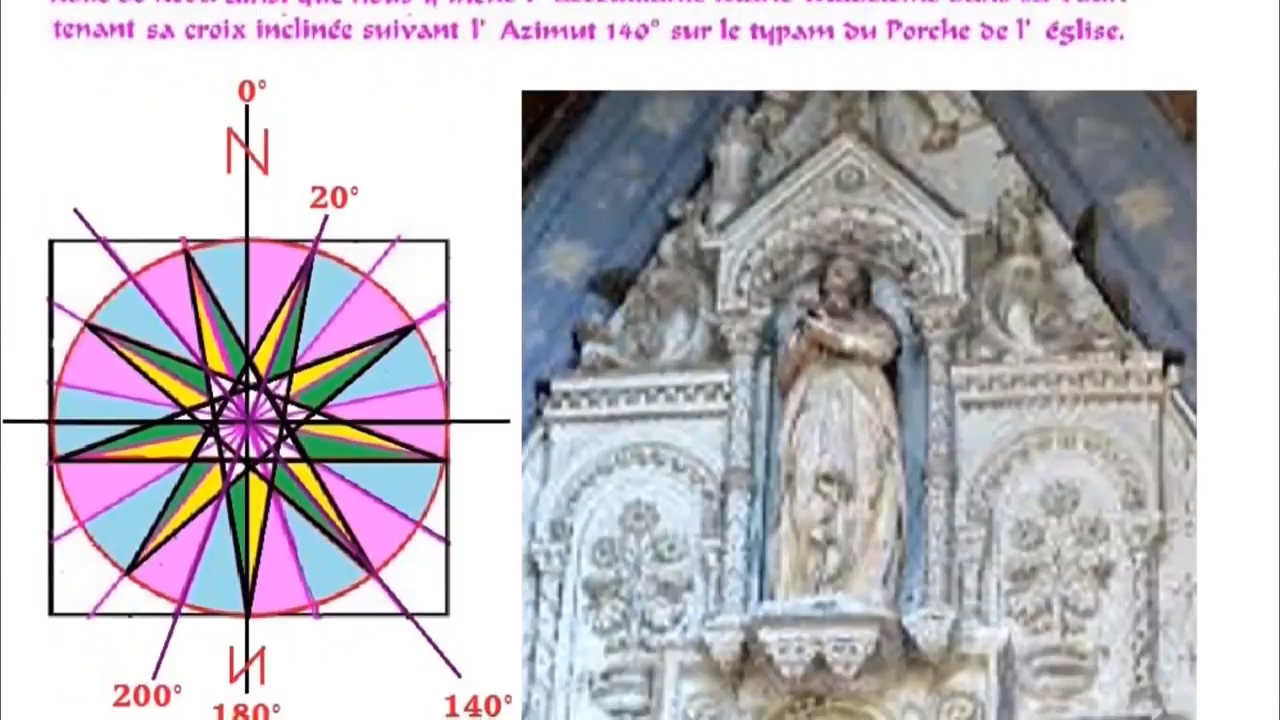 tenant sa croix inclinée suivant l' Azimut 140° sur le typam du Porche de l' église.
0°
N
20°
200°
N
180°
140°